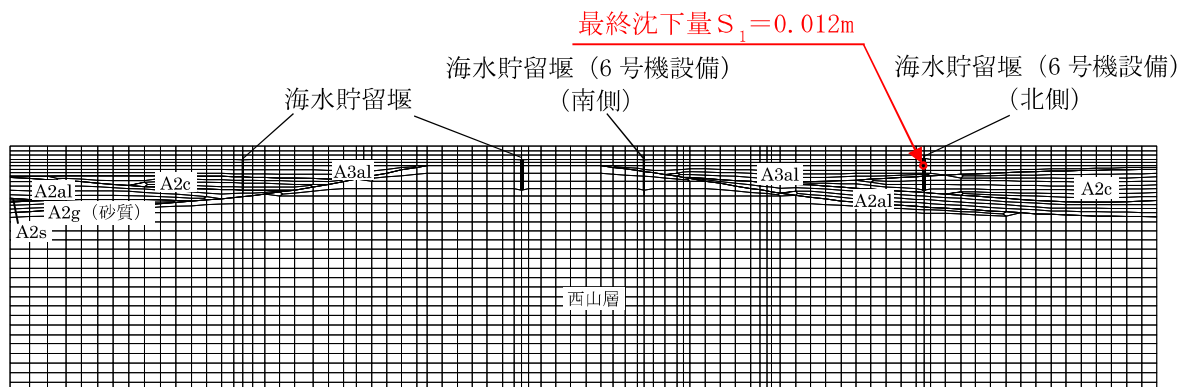 最終沈下量S₁=0.012m
海水貯留堰（6 号機設備）
（南側）
海水貯留堰（6 号機設備）
（北側）
海水貯留堰
A3al
A2c
A2al
A2g（砂質）
A2s
A3al
A2al
A2c
西山層